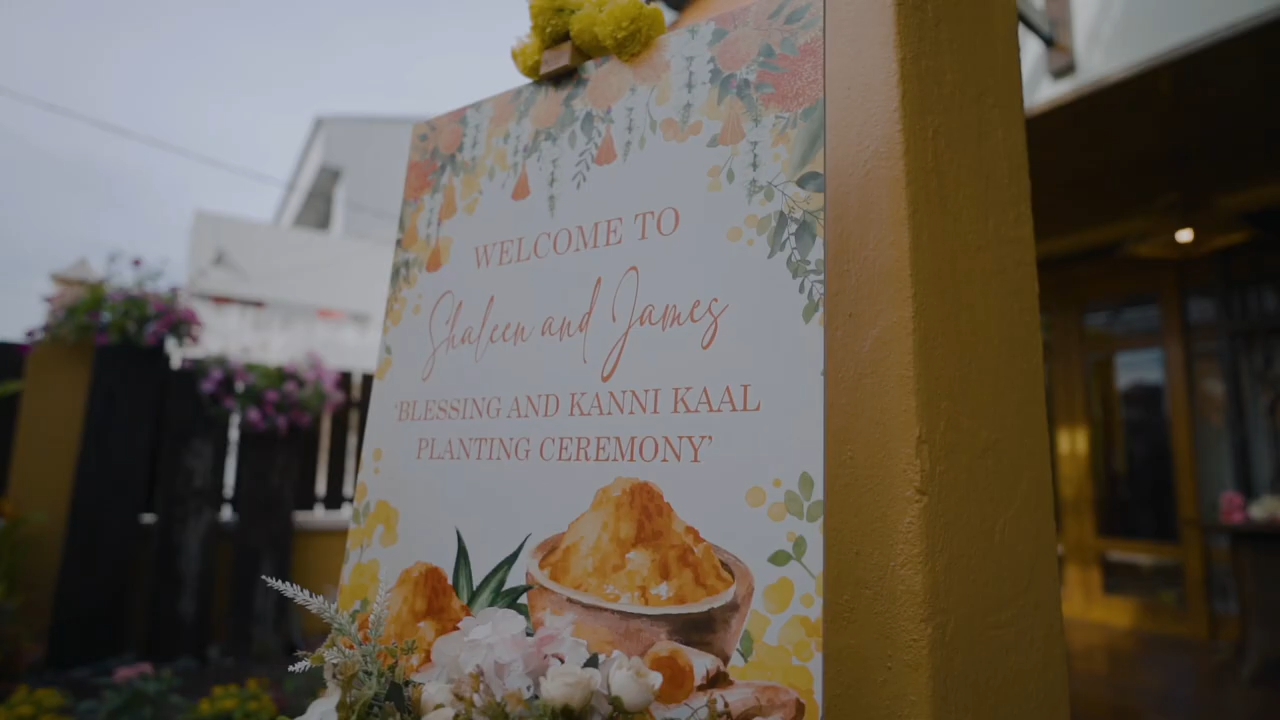 WELCOME TO
Shaleen and James
'BLESSING AND KANNI KAAL
PLANTING CEREMONY'